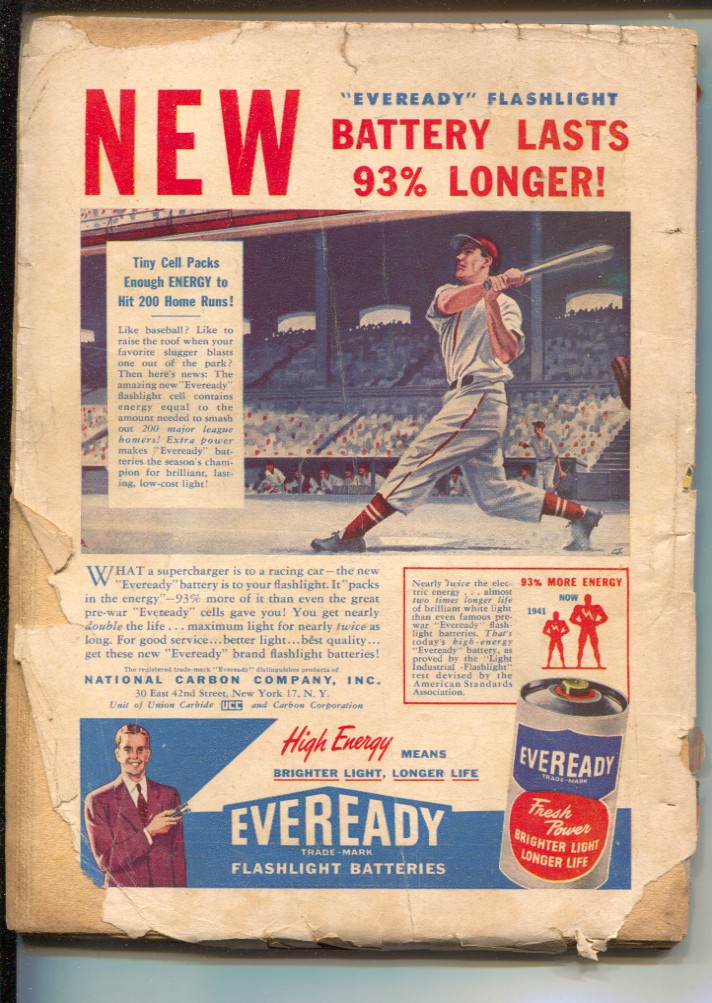 NEW
"EVEREADY" FLASHLIGHT
BATTERY LASTS
93% LONGER!
Tiny Cell Packs
Enough ENERGY to
Hit 200 Home Runs!
Like baseball? Like to
raise the roof when your
favorite slugger blasts
one out of the park?
Then here's news: The
amazing new "Eveready"
flashlight cell contains
energy equal to the
amount needed to smash
out 200 major league
homers! Extra power
makes "Eveready" bat-
teries the season's cham-
pion for brilliant, last-
ing, low-cost light!
WHAT a supercharger is to a racing car—the new
"Eveready" battery is to your flashlight. It "packs
in the energy"—93% more of it than even the great
pre-war "Eveready" cells gave you! You get nearly
double the life . . . maximum light for nearly twice as
long. For good service...better light...best quality...
get these new "Eveready" brand flashlight batteries!
The registered trade-mark "Eveready" distinguishes products of
NATIONAL CARBON COMPANY, INC.
30 East 42nd Street, New York 17, N. Y.
Unit of Union Carbide UCC and Carbon Corporation
Nearly twice the elec-
tric energy . . . almost
two times longer life
of brilliant white light
than even famous pre-
war "Eveready" flash-
light batteries. That's
today's high-energy
"Eveready" battery, as
proved by the "Light
Industrial Flashlight"
test devised by the
American Standards
Association.
93% MORE ENERGY
NOW
1941
High Energy MEANS
BRIGHTER LIGHT, LONGER LIFE
EVEREADY
TRADE-MARK
FLASHLIGHT BATTERIES
EVEREADY
TRADE-MARK
Fresh
Power
BRIGHTER LIGHT
LONGER LIFE